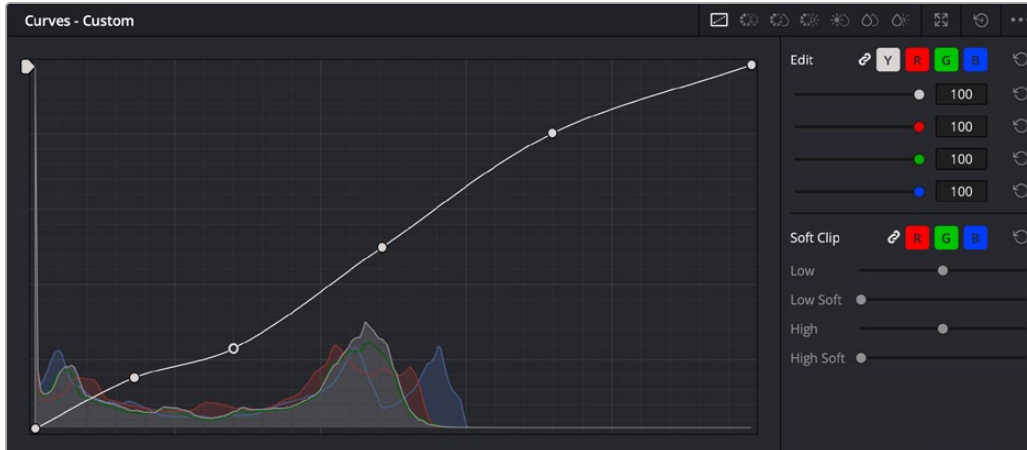 Curves - Custom
Edit Y R G B
100
100
100
100
Soft Clip R G B
Low
Low Soft
High
High Soft